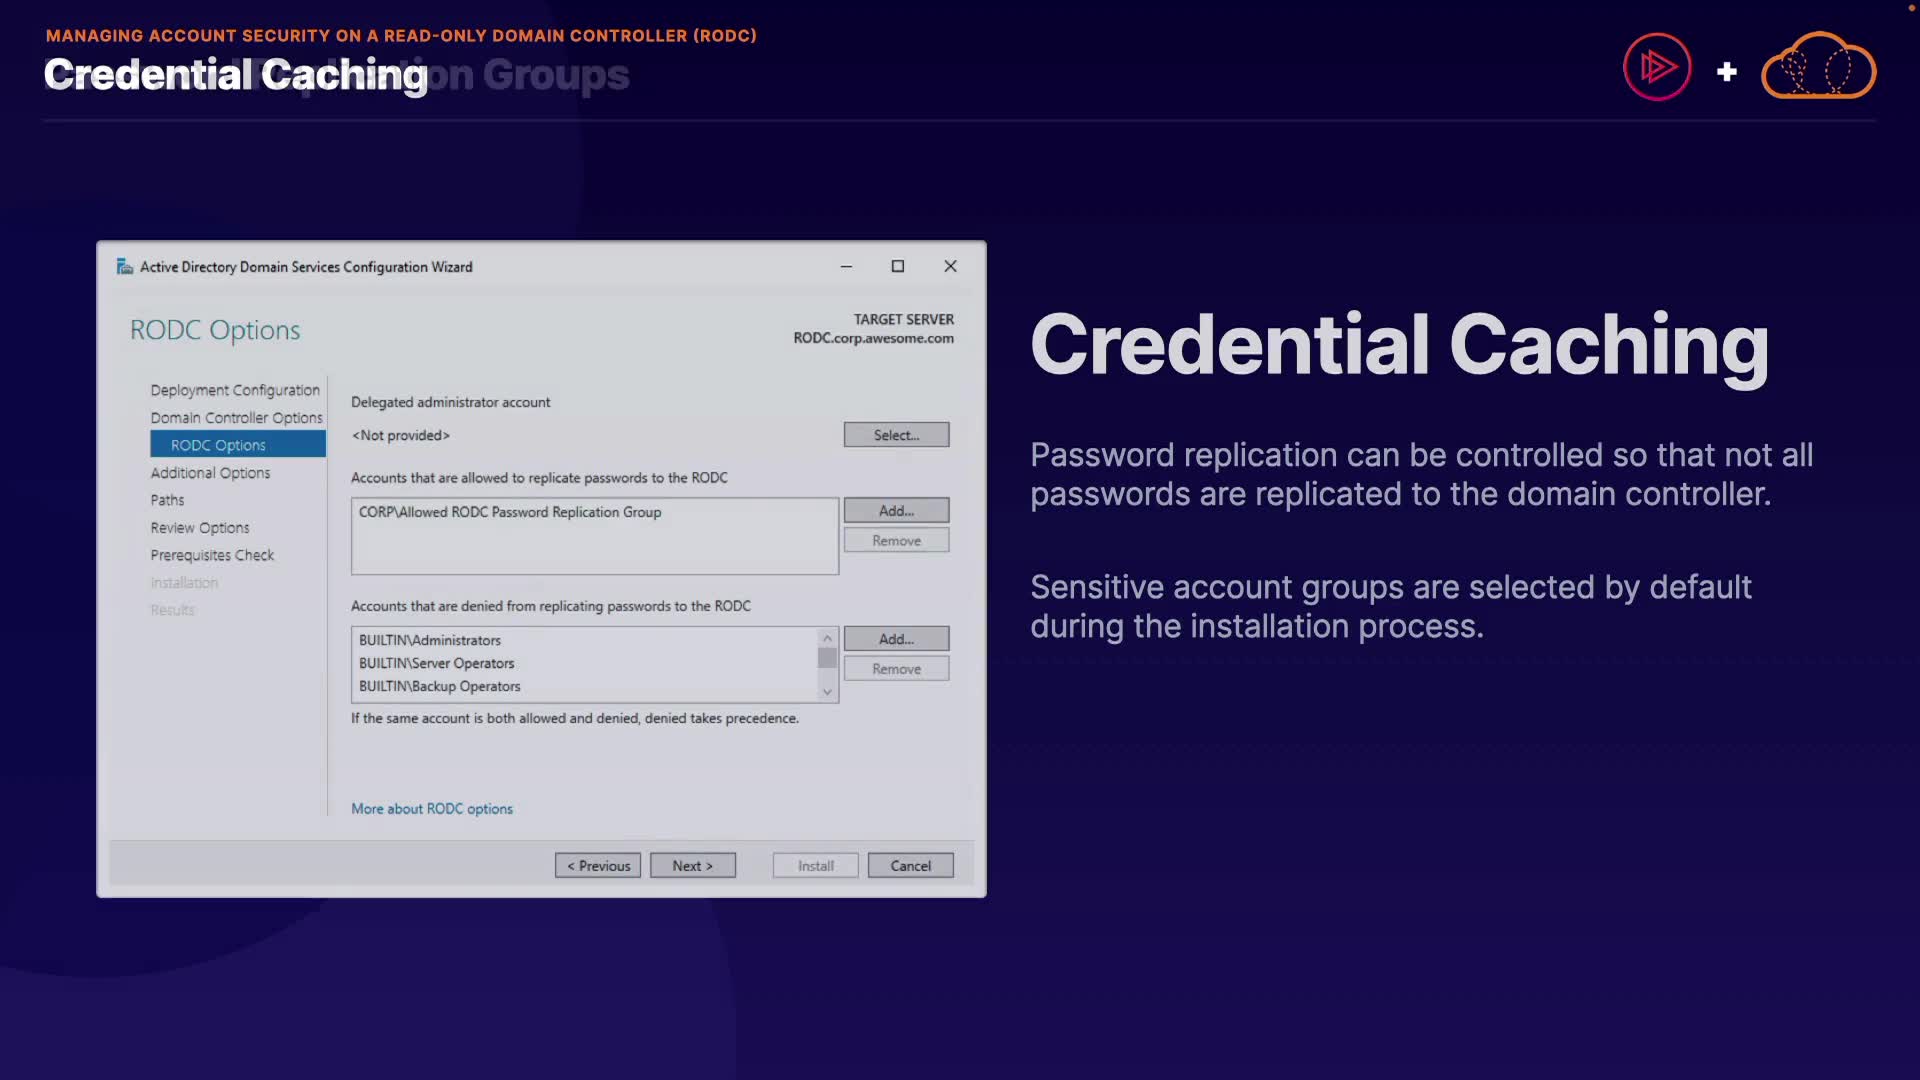 MANAGING ACCOUNT SECURITY ON A READ-ONLY DOMAIN CONTROLLER (RODC)
Credential Caching
Groups
Active Directory Domain Services Configuration Wizard
RODC Options
TARGET SERVER
RODC.corp.awesome.com
Deployment Configuration
Domain Controller Options
RODC Options
Additional Options
Paths
Review Options
Prerequisites Check
Installation
Results
Delegated administrator account
<Not provided>
Select...
Accounts that are allowed to replicate passwords to the RODC
CORP\Allowed RODC Password Replication Group
Add...
Remove
Accounts that are denied from replicating passwords to the RODC
BUILTIN\Administrators
BUILTIN\Server Operators
BUILTIN\Backup Operators
Add...
Remove
If the same account is both allowed and denied, denied takes precedence.
More about RODC options
< Previous
Next >
Install
Cancel
Credential Caching
Password replication can be controlled so that not all
passwords are replicated to the domain controller.
Sensitive account groups are selected by default
during the installation process.